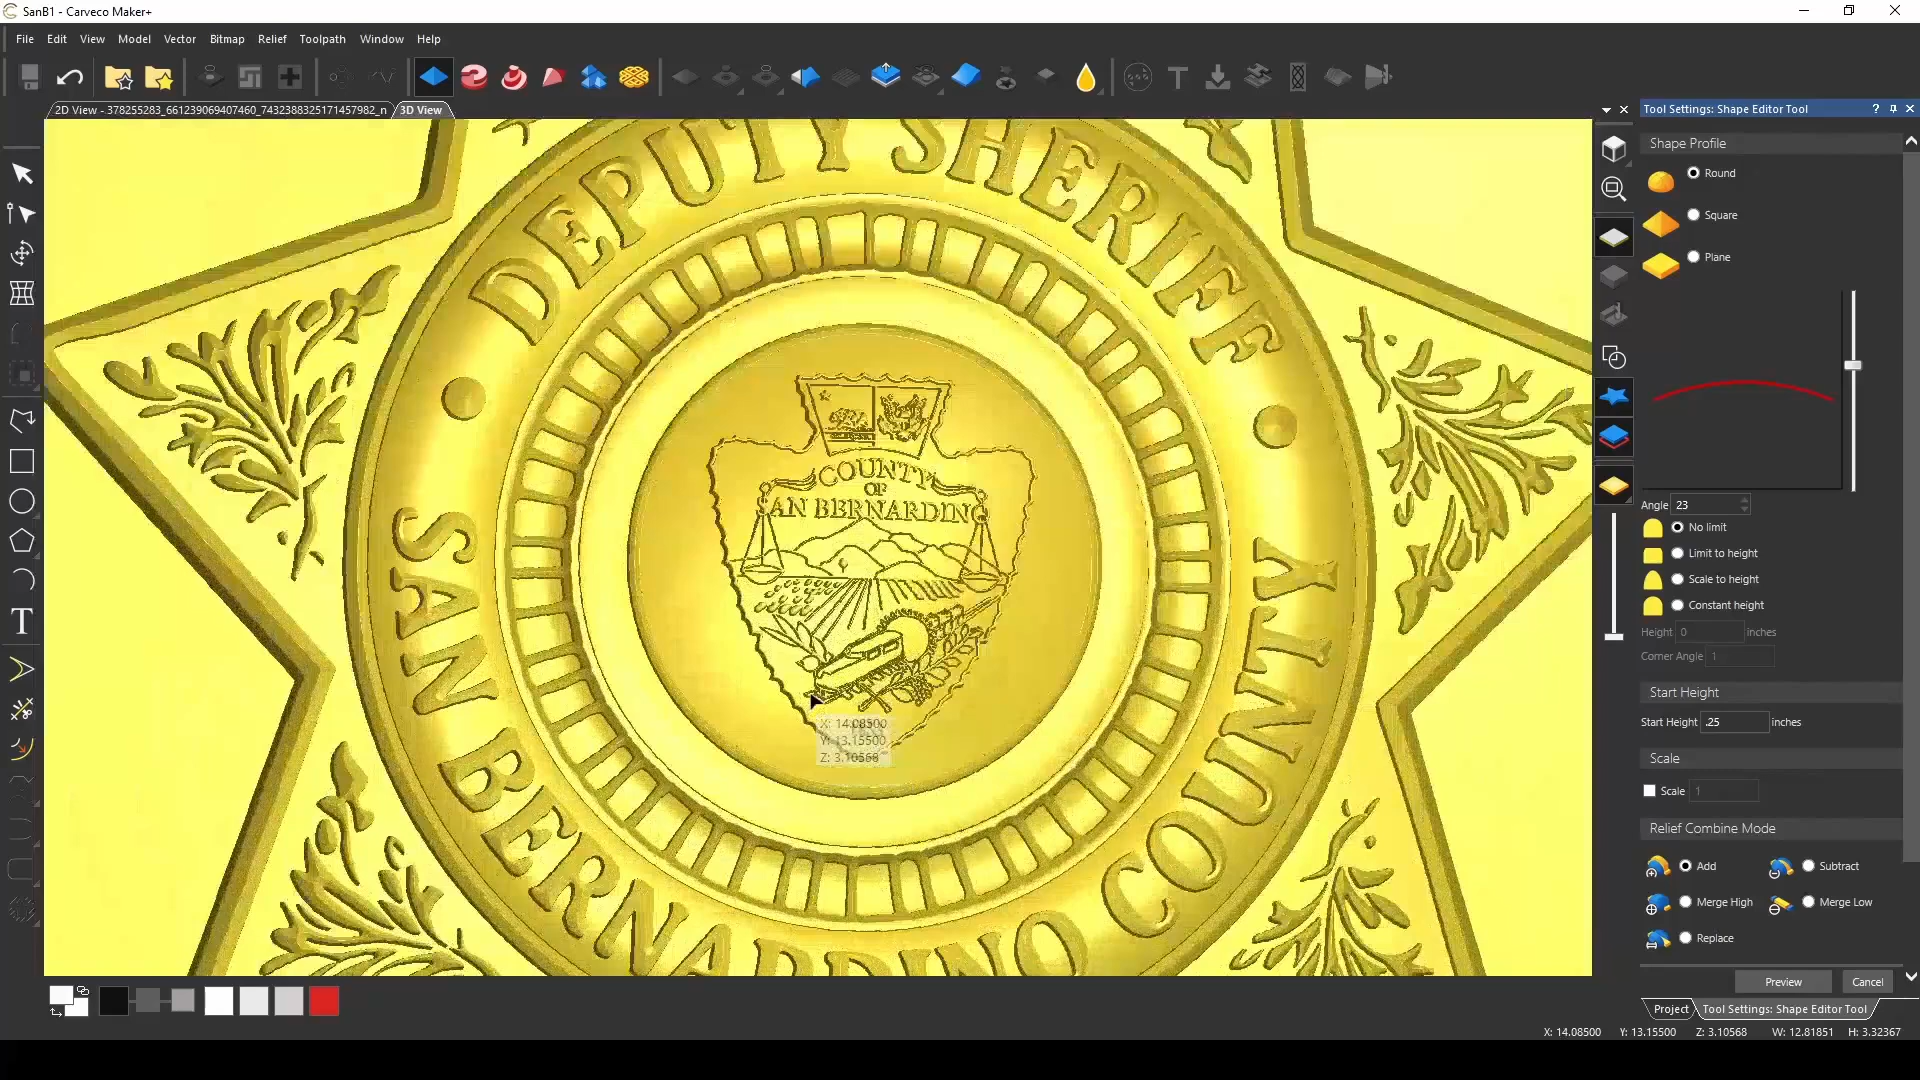 SanB1 - Carveco Maker+
File Edit View Model Vector Bitmap Relief Toolpath Window Help
2D View - 378255283_661239069407460_7432388325171457982_n 3D View
Tool Settings: Shape Editor Tool
Shape Profile
Round
Square
Plane
Angle 23
No limit
Limit to height
Scale to height
Constant height
Height 0 inches
Corner Angle 1
Start Height
Start Height .25 inches
Scale
Scale 1
Relief Combine Mode
Add Subtract
Merge High Merge Low
Replace
Preview Cancel
Project Tool Settings: Shape Editor Tool
DEPUTY SHERIFF
SAN BERNARDINO COUNTY
COUNTY
OF
SAN BERNARDINO
X: 14.08500
Y: 13.15500
Z: 3.10568
X: 14.08500 Y: 13.15500 Z: 3.10568 W: 12.81851 H: 3.32367